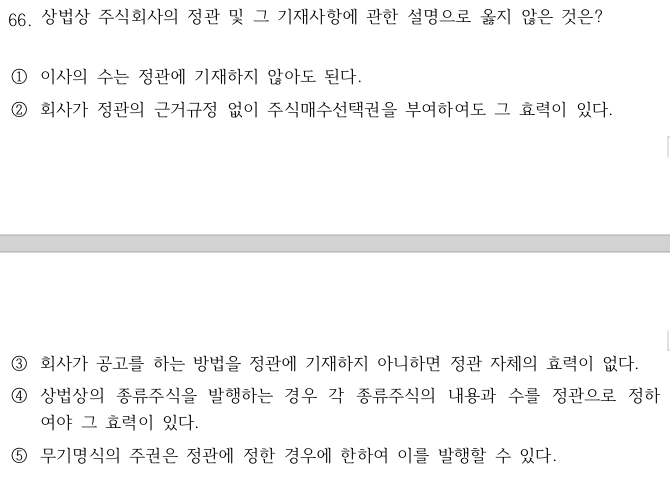 66. 상법상 주식회사의 정관 및 그 기재사항에 관한 설명으로 옳지 않은 것은?
① 이사의 수는 정관에 기재하지 않아도 된다.
② 회사가 정관의 근거규정 없이 주식매수선택권을 부여하여도 그 효력이 있다.
③ 회사가 공고를 하는 방법을 정관에 기재하지 아니하면 정관 자체의 효력이 없다.
④ 상법상의 종류주식을 발행하는 경우 각 종류주식의 내용과 수를 정관으로 정하
여야 그 효력이 있다.
⑤ 무기명식의 주권은 정관에 정한 경우에 한하여 이를 발행할 수 있다.